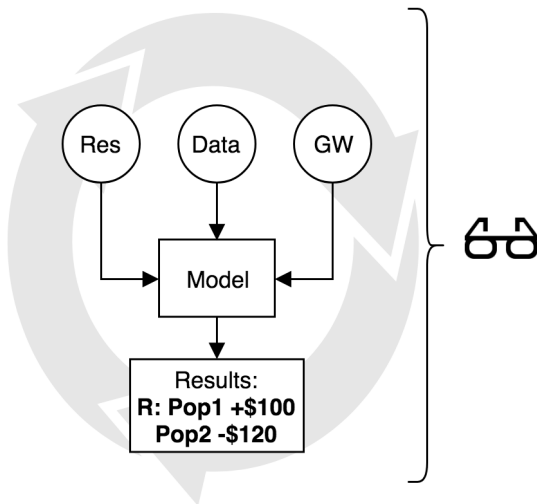 Res
Data
GW
Model
Results:
R: Pop1 +$100
Pop2 -$120